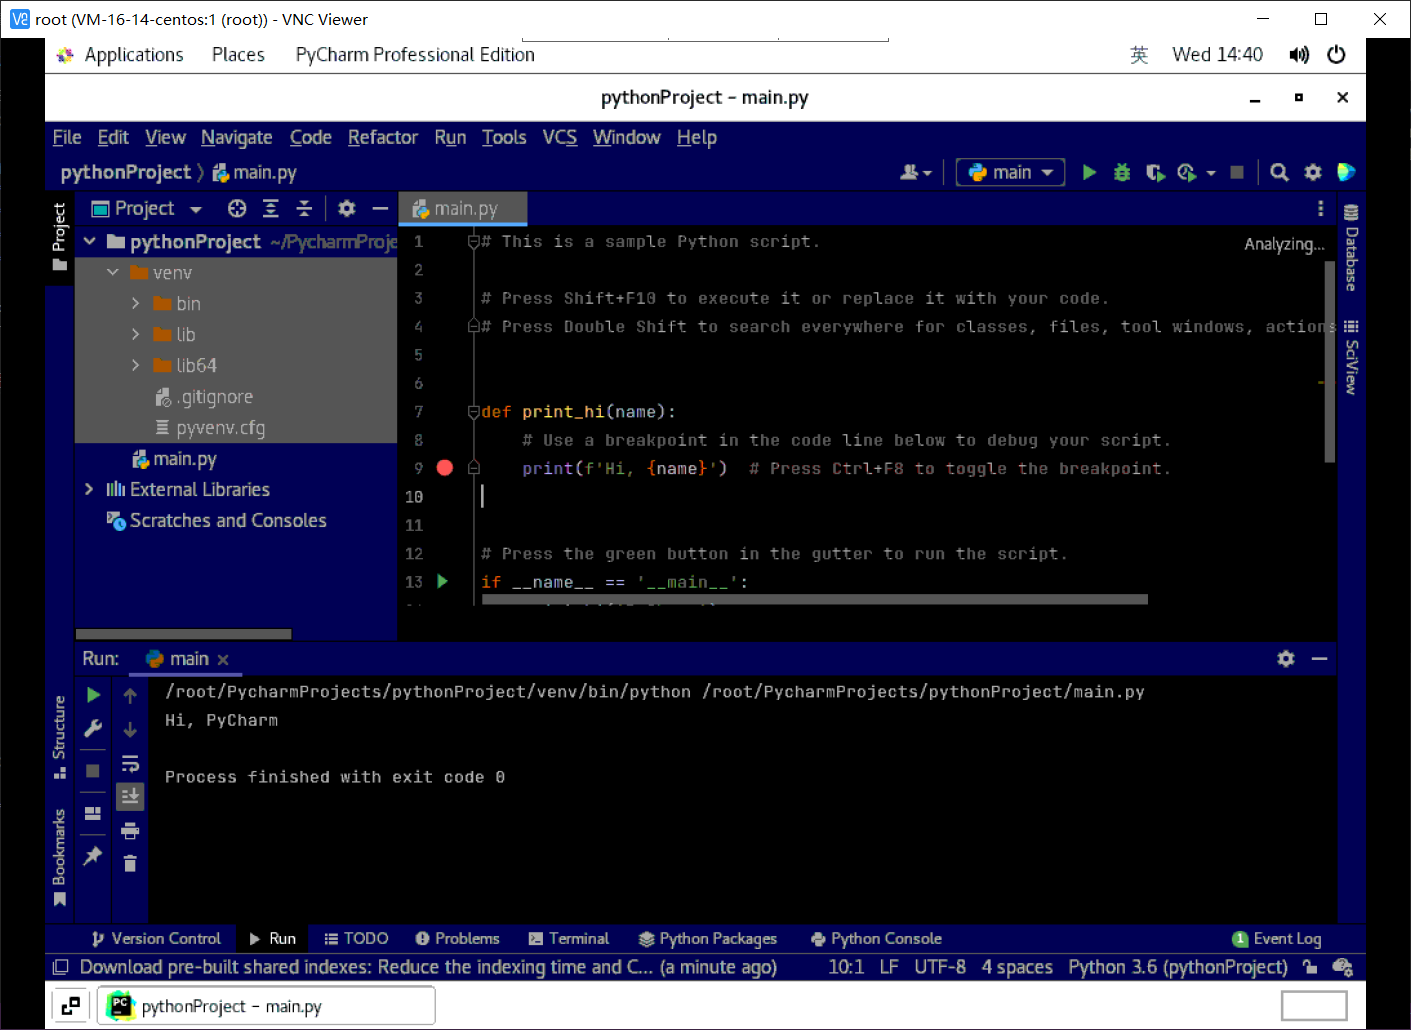 root (VM-16-14-centos:1 (root)) - VNC Viewer
Applications Places PyCharm Professional Edition 英 Wed 14:40
pythonProject – main.py
File Edit View Navigate Code Refactor Run Tools VCS Window Help
pythonProject main.py main
Project
Project
main.py
pythonProject ~/PycharmProje
venv
bin
lib
lib64
.gitignore
pyvenv.cfg
main.py
External Libraries
Scratches and Consoles
1 # This is a sample Python script.
Analyzing...
2
3 # Press Shift+F10 to execute it or replace it with your code.
4 # Press Double Shift to search everywhere for classes, files, tool windows, actions
5
6
7 def print_hi(name):
8 # Use a breakpoint in the code line below to debug your script.
9 print(f'Hi, {name}') # Press Ctrl+F8 to toggle the breakpoint.
10
11
12 # Press the green button in the gutter to run the script.
13 if __name__ == '__main__':
Database
SciView
Run: main
/root/PycharmProjects/pythonProject/venv/bin/python /root/PycharmProjects/pythonProject/main.py
Hi, PyCharm
Process finished with exit code 0
Structure
Bookmarks
Version Control Run TODO Problems Terminal Python Packages Python Console 1 Event Log
Download pre-built shared indexes: Reduce the indexing time and C... (a minute ago) 10:1 LF UTF-8 4 spaces Python 3.6 (pythonProject)
PC pythonProject – main.py